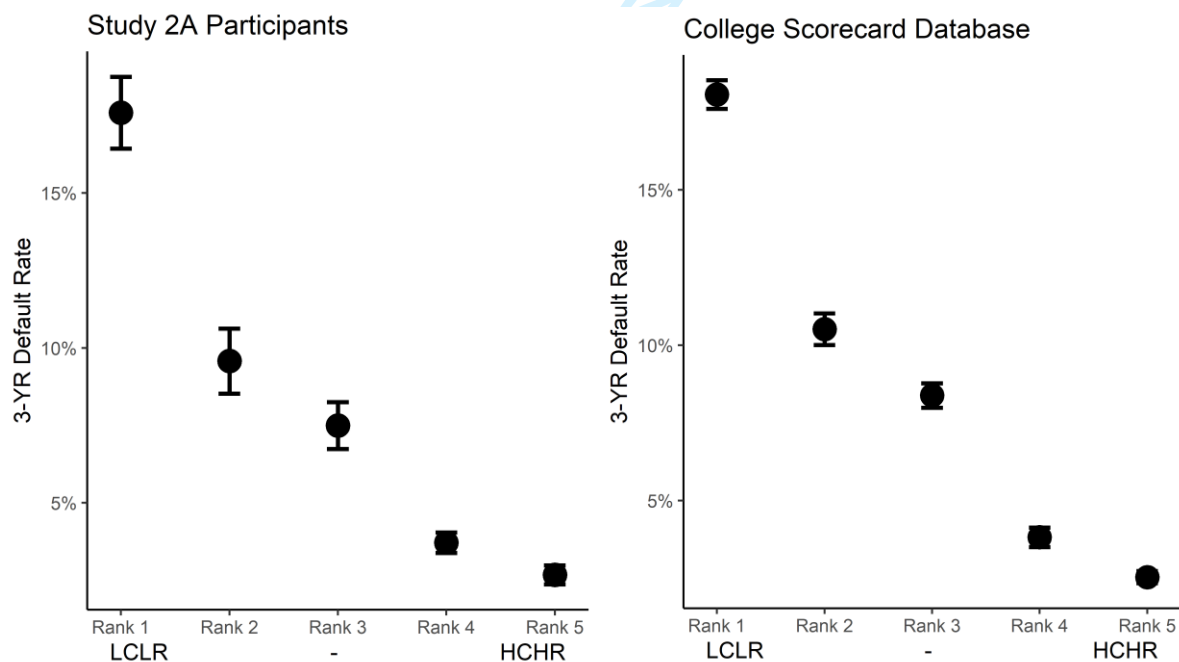 Study 2A Participants
3-YR Default Rate
15%
10%
5%
Rank 1 Rank 2 Rank 3 Rank 4 Rank 5
LCLR - HCHR
College Scorecard Database
3-YR Default Rate
15%
10%
5%
Rank 1 Rank 2 Rank 3 Rank 4 Rank 5
LCLR - HCHR